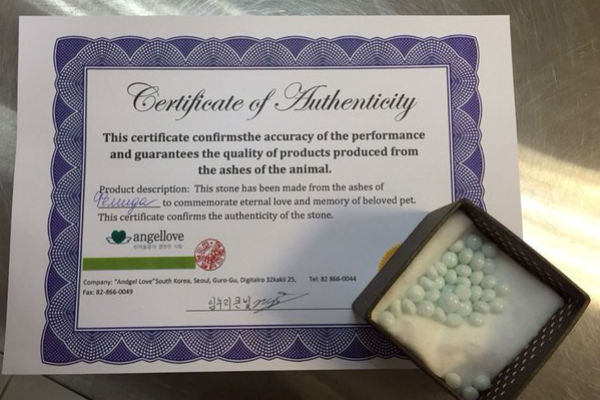 Certificate of Authenticity
This certificate confirmsthe accuracy of the performance
and guarantees the quality of products produced from
the ashes of the animal.
Product description: This stone has been made from the ashes of
to commemorate eternal love and memory of beloved pet.
This certificate confirms the authenticity of the stone.
angellove
Company: "Andgel Love"South Korea, Seoul, Guro-Gu, Digitalro 32kakil 25, Tel: 82 866-0044
Fax: 82-866-0049